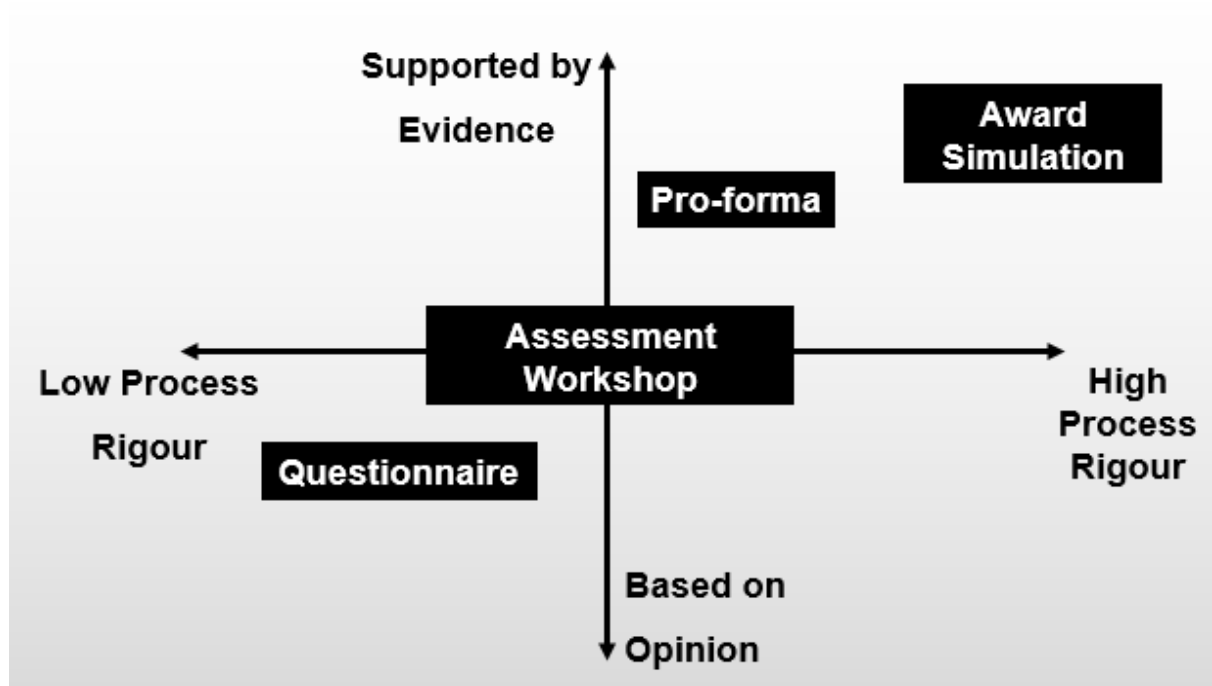 Supported by
Evidence
Award
Simulation
Pro-forma
Assessment
Workshop
Low Process
Rigour
High
Process
Rigour
Questionnaire
Based on
Opinion